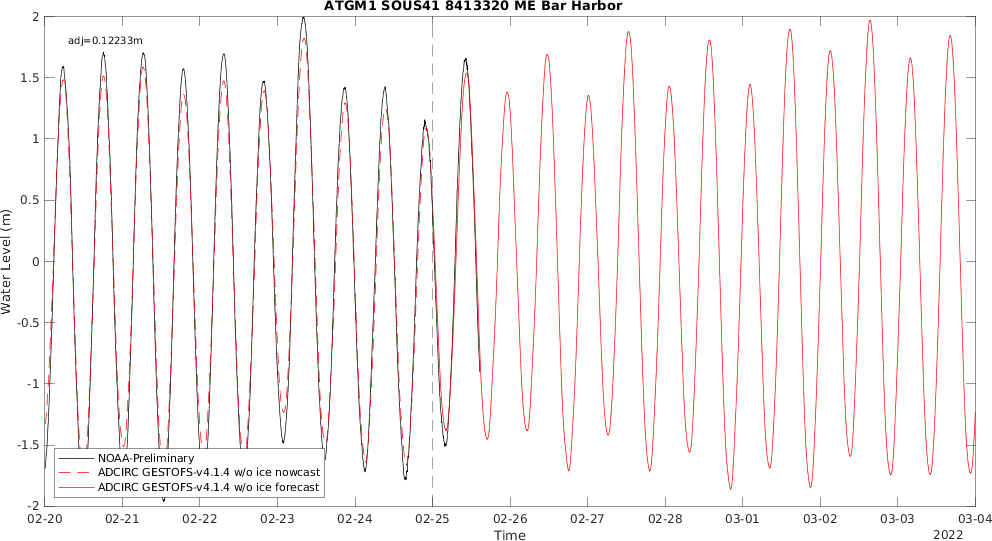 ATGM1 SOUS41 8413320 ME Bar Harbor
adj=0.12233m
2
1.5
1
0.5
0
-0.5
-1
-1.5
-2
Water Level (m)
NOAA-Preliminary
ADCIRC GESTOFS-v4.1.4 w/o ice nowcast
ADCIRC GESTOFS-v4.1.4 w/o ice forecast
02-20 02-21 02-22 02-23 02-24 02-25 02-26 02-27 02-28 03-01 03-02 03-03 03-04
Time
2022